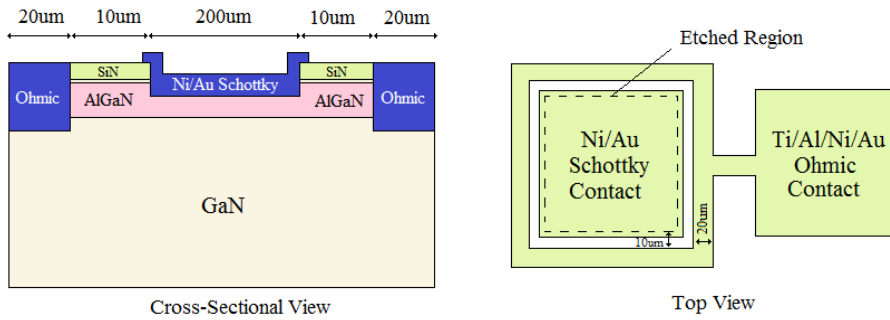 20um 10um 200um 10um 20um
SiN SiN
Ohmic Ni/Au Schottky Ohmic
AlGaN AlGaN
GaN
Cross-Sectional View
Etched Region
Ni/Au
Schottky
Contact
Ti/Al/Ni/Au
Ohmic
Contact
20um
10um
Top View